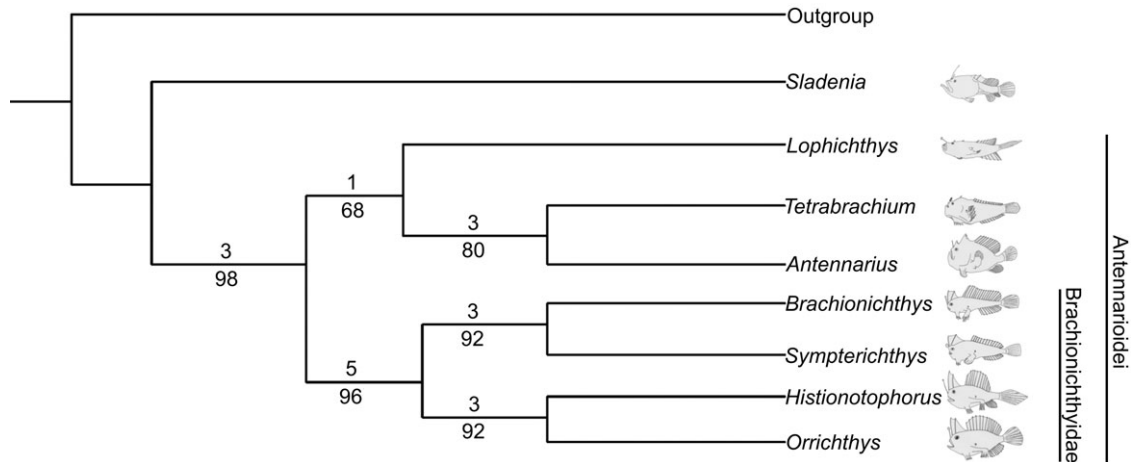 Outgroup
Sladenia
Lophichthys
1
68
Tetrabrachium
3
80
Antennarius
3
98
Brachionichthys
3
92
Sympterichthys
5
96
Histionotophorus
3
92
Orrichthys
Antennarioidei
Brachionichthyidae